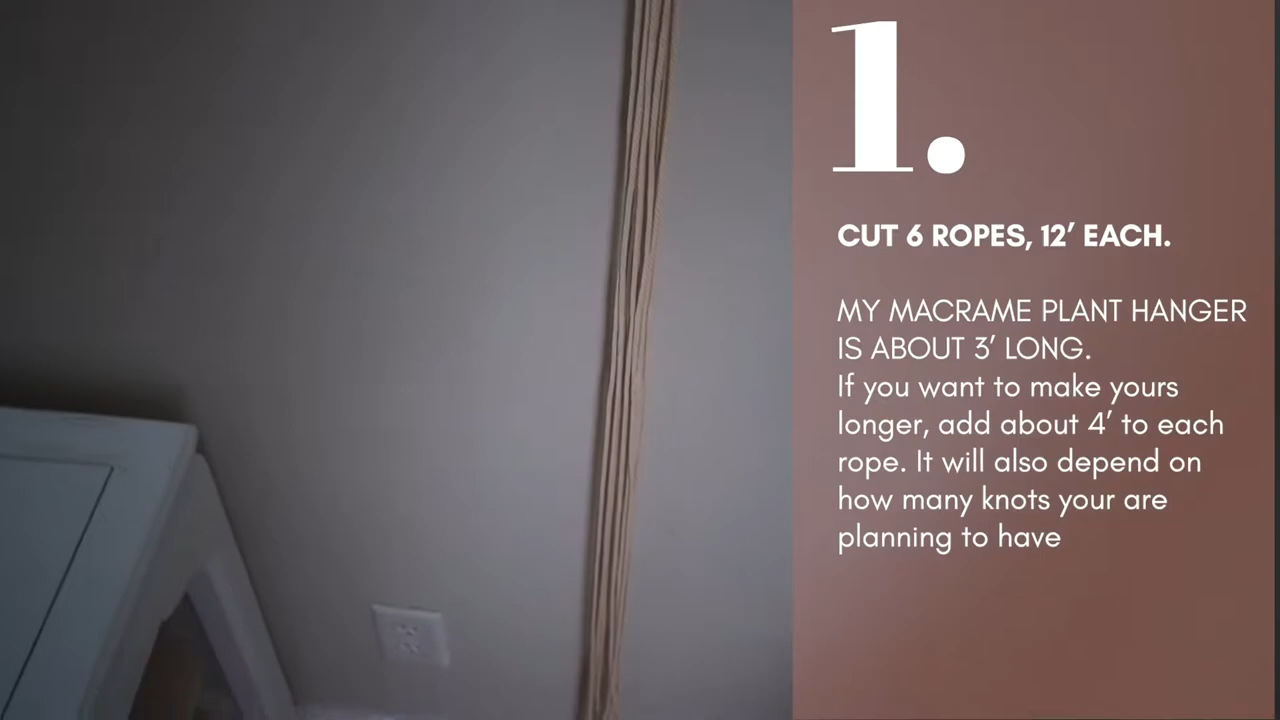 1.
CUT 6 ROPES, 12′ EACH.
MY MACRAME PLANT HANGER
IS ABOUT 3′ LONG.
If you want to make yours
longer, add about 4′ to each
rope. It will also depend on
how many knots your are
planning to have